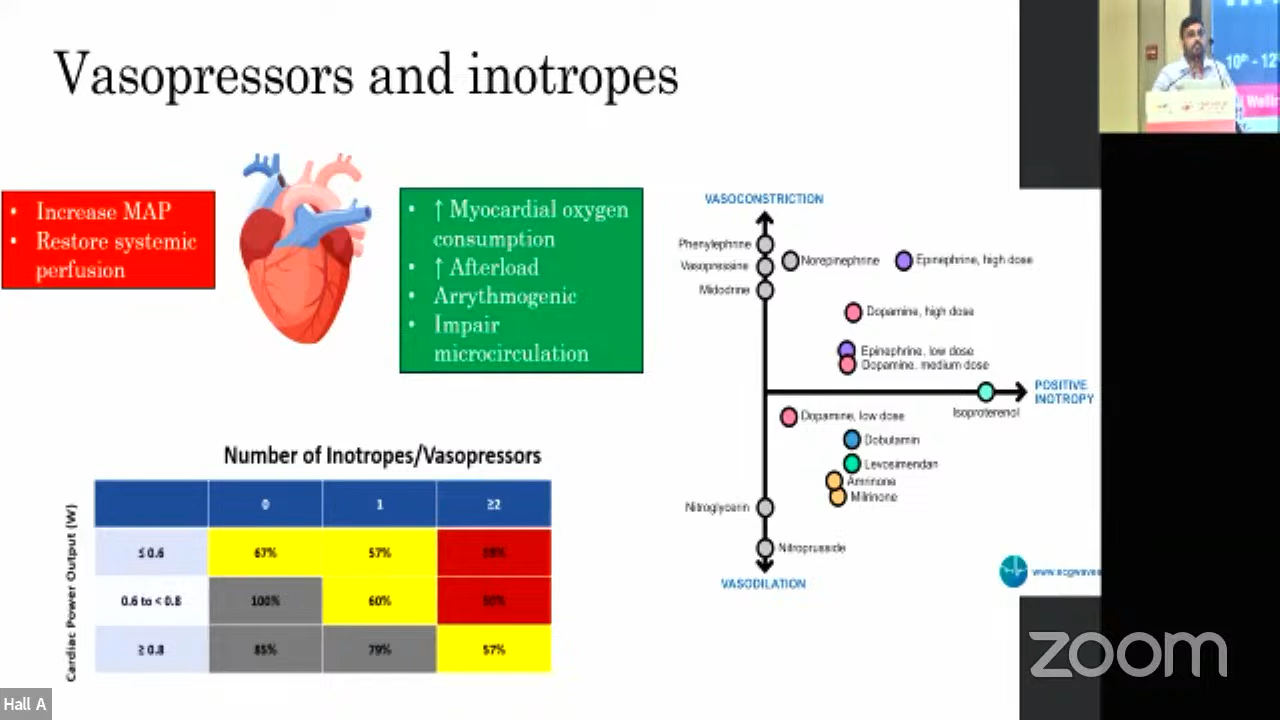 Vasopressors and inotropes
• Increase MAP
• Restore systemic
perfusion
• ↑ Myocardial oxygen
consumption
• ↑ Afterload
• Arrythmogenic
• Impair
microcirculation
VASOCONSTRICTION
Phenylephrine
Vasopressine
Norepinephrine
Epinephrine, high dose
Midodrine
Dopamine, high dose
Epinephrine, low dose
Dopamine, medium dose
POSITIVE
INOTROPY
Isoproterenol
Dopamine, low dose
Dobutamin
Levosimendan
Amrinone
Milrinone
Nitroglycerin
Nitroprusside
VASODILATION
Number of Inotropes/Vasopressors
Cardiac Power Output (W)
0 1 ≥2
≤ 0.6 67% 57%
0.6 to < 0.8 100% 60%
≥ 0.8 85% 79% 57%
10th - 12
zoom
Hall A